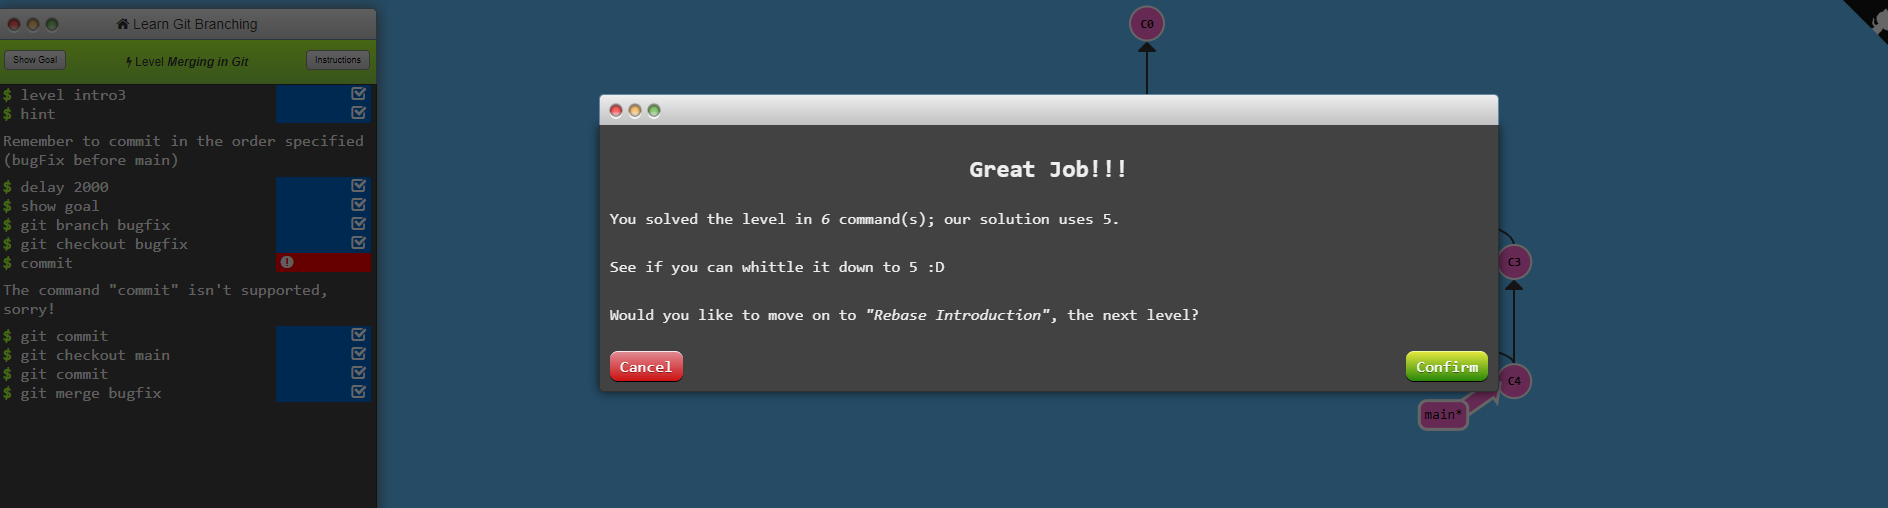 Learn Git Branching
Show Goal
Level Merging in Git
Instructions
$ level intro3
$ hint
Remember to commit in the order specified
(bugFix before main)
$ delay 2000
$ show goal
$ git branch bugfix
$ git checkout bugfix
$ commit
The command "commit" isn't supported,
sorry!
$ git commit
$ git checkout main
$ git commit
$ git merge bugfix
C0
Great Job!!!
You solved the level in 6 command(s); our solution uses 5.
See if you can whittle it down to 5 :D
Would you like to move on to "Rebase Introduction", the next level?
Cancel
Confirm
C3
C4
main*